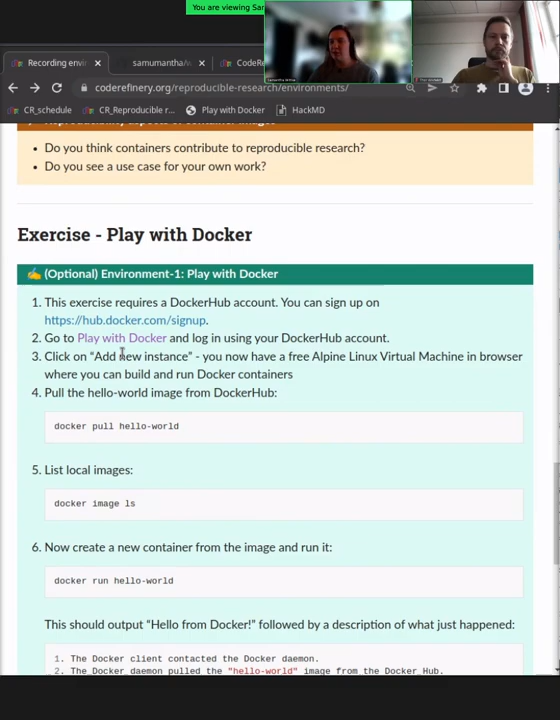 You are viewing Sa
Recording envi
samumantha/w
CodeRe
coderefinery.org/reproducible-research/environments/
CR_schedule
CR_Reproducible r
Play with Docker
HackMD
Reproducibility aspects of container images
• Do you think containers contribute to reproducible research?
• Do you see a use case for your own work?
Exercise - Play with Docker
(Optional) Environment-1: Play with Docker
1. This exercise requires a DockerHub account. You can sign up on
https://hub.docker.com/signup.
2. Go to Play with Docker and log in using your DockerHub account.
3. Click on “Add new instance” - you now have a free Alpine Linux Virtual Machine in browser
where you can build and run Docker containers
4. Pull the hello-world image from DockerHub:
docker pull hello-world
5. List local images:
docker image ls
6. Now create a new container from the image and run it:
docker run hello-world
This should output “Hello from Docker!” followed by a description of what just happened:
1. The Docker client contacted the Docker daemon.
2. The Docker daemon pulled the "hello-world" image from the Docker Hub.